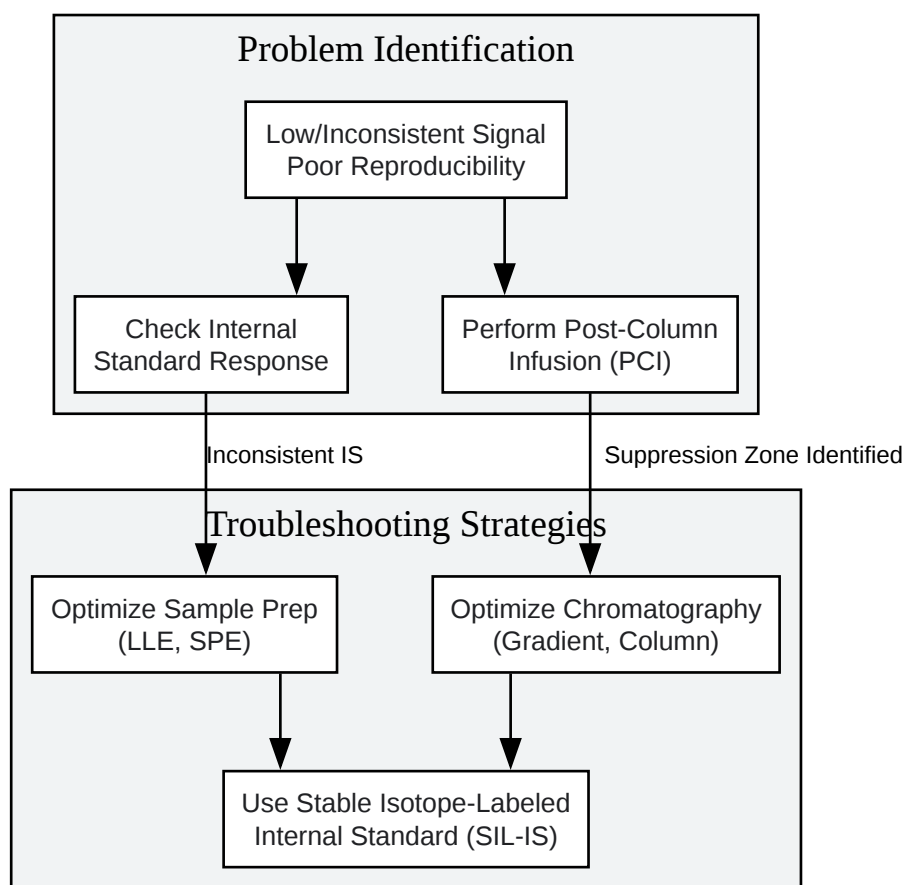 Problem Identification
Low/Inconsistent Signal
Poor Reproducibility
Check Internal
Standard Response
Perform Post-Column
Infusion (PCI)
Inconsistent IS
Suppression Zone Identified
Troubleshooting Strategies
Optimize Sample Prep
(LLE, SPE)
Optimize Chromatography
(Gradient, Column)
Use Stable Isotope-Labeled
Internal Standard (SIL-IS)